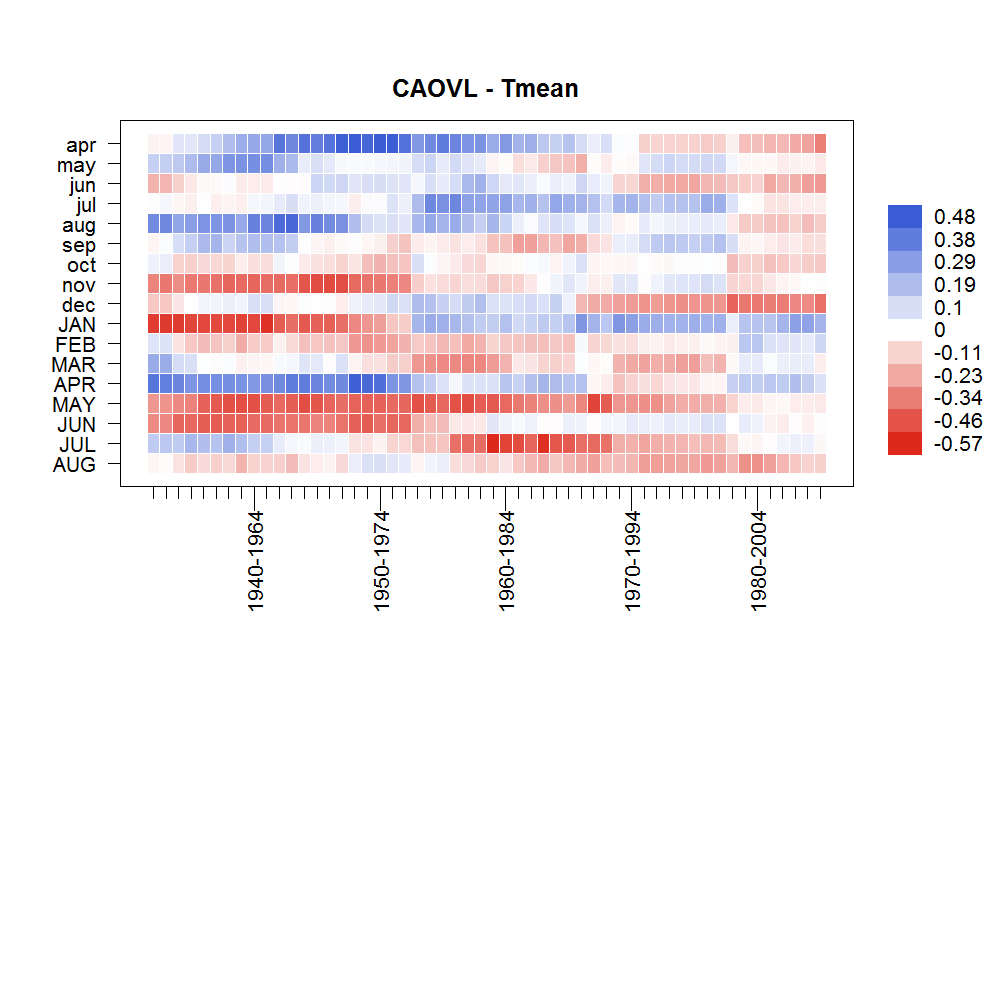 CAOVL - Tmean
apr
may
jun
jul
aug
sep
oct
nov
dec
JAN
FEB
MAR
APR
MAY
JUN
JUL
AUG
1940-1964
1950-1974
1960-1984
1970-1994
1980-2004
0.48
0.38
0.29
0.19
0.1
0
-0.11
-0.23
-0.34
-0.46
-0.57